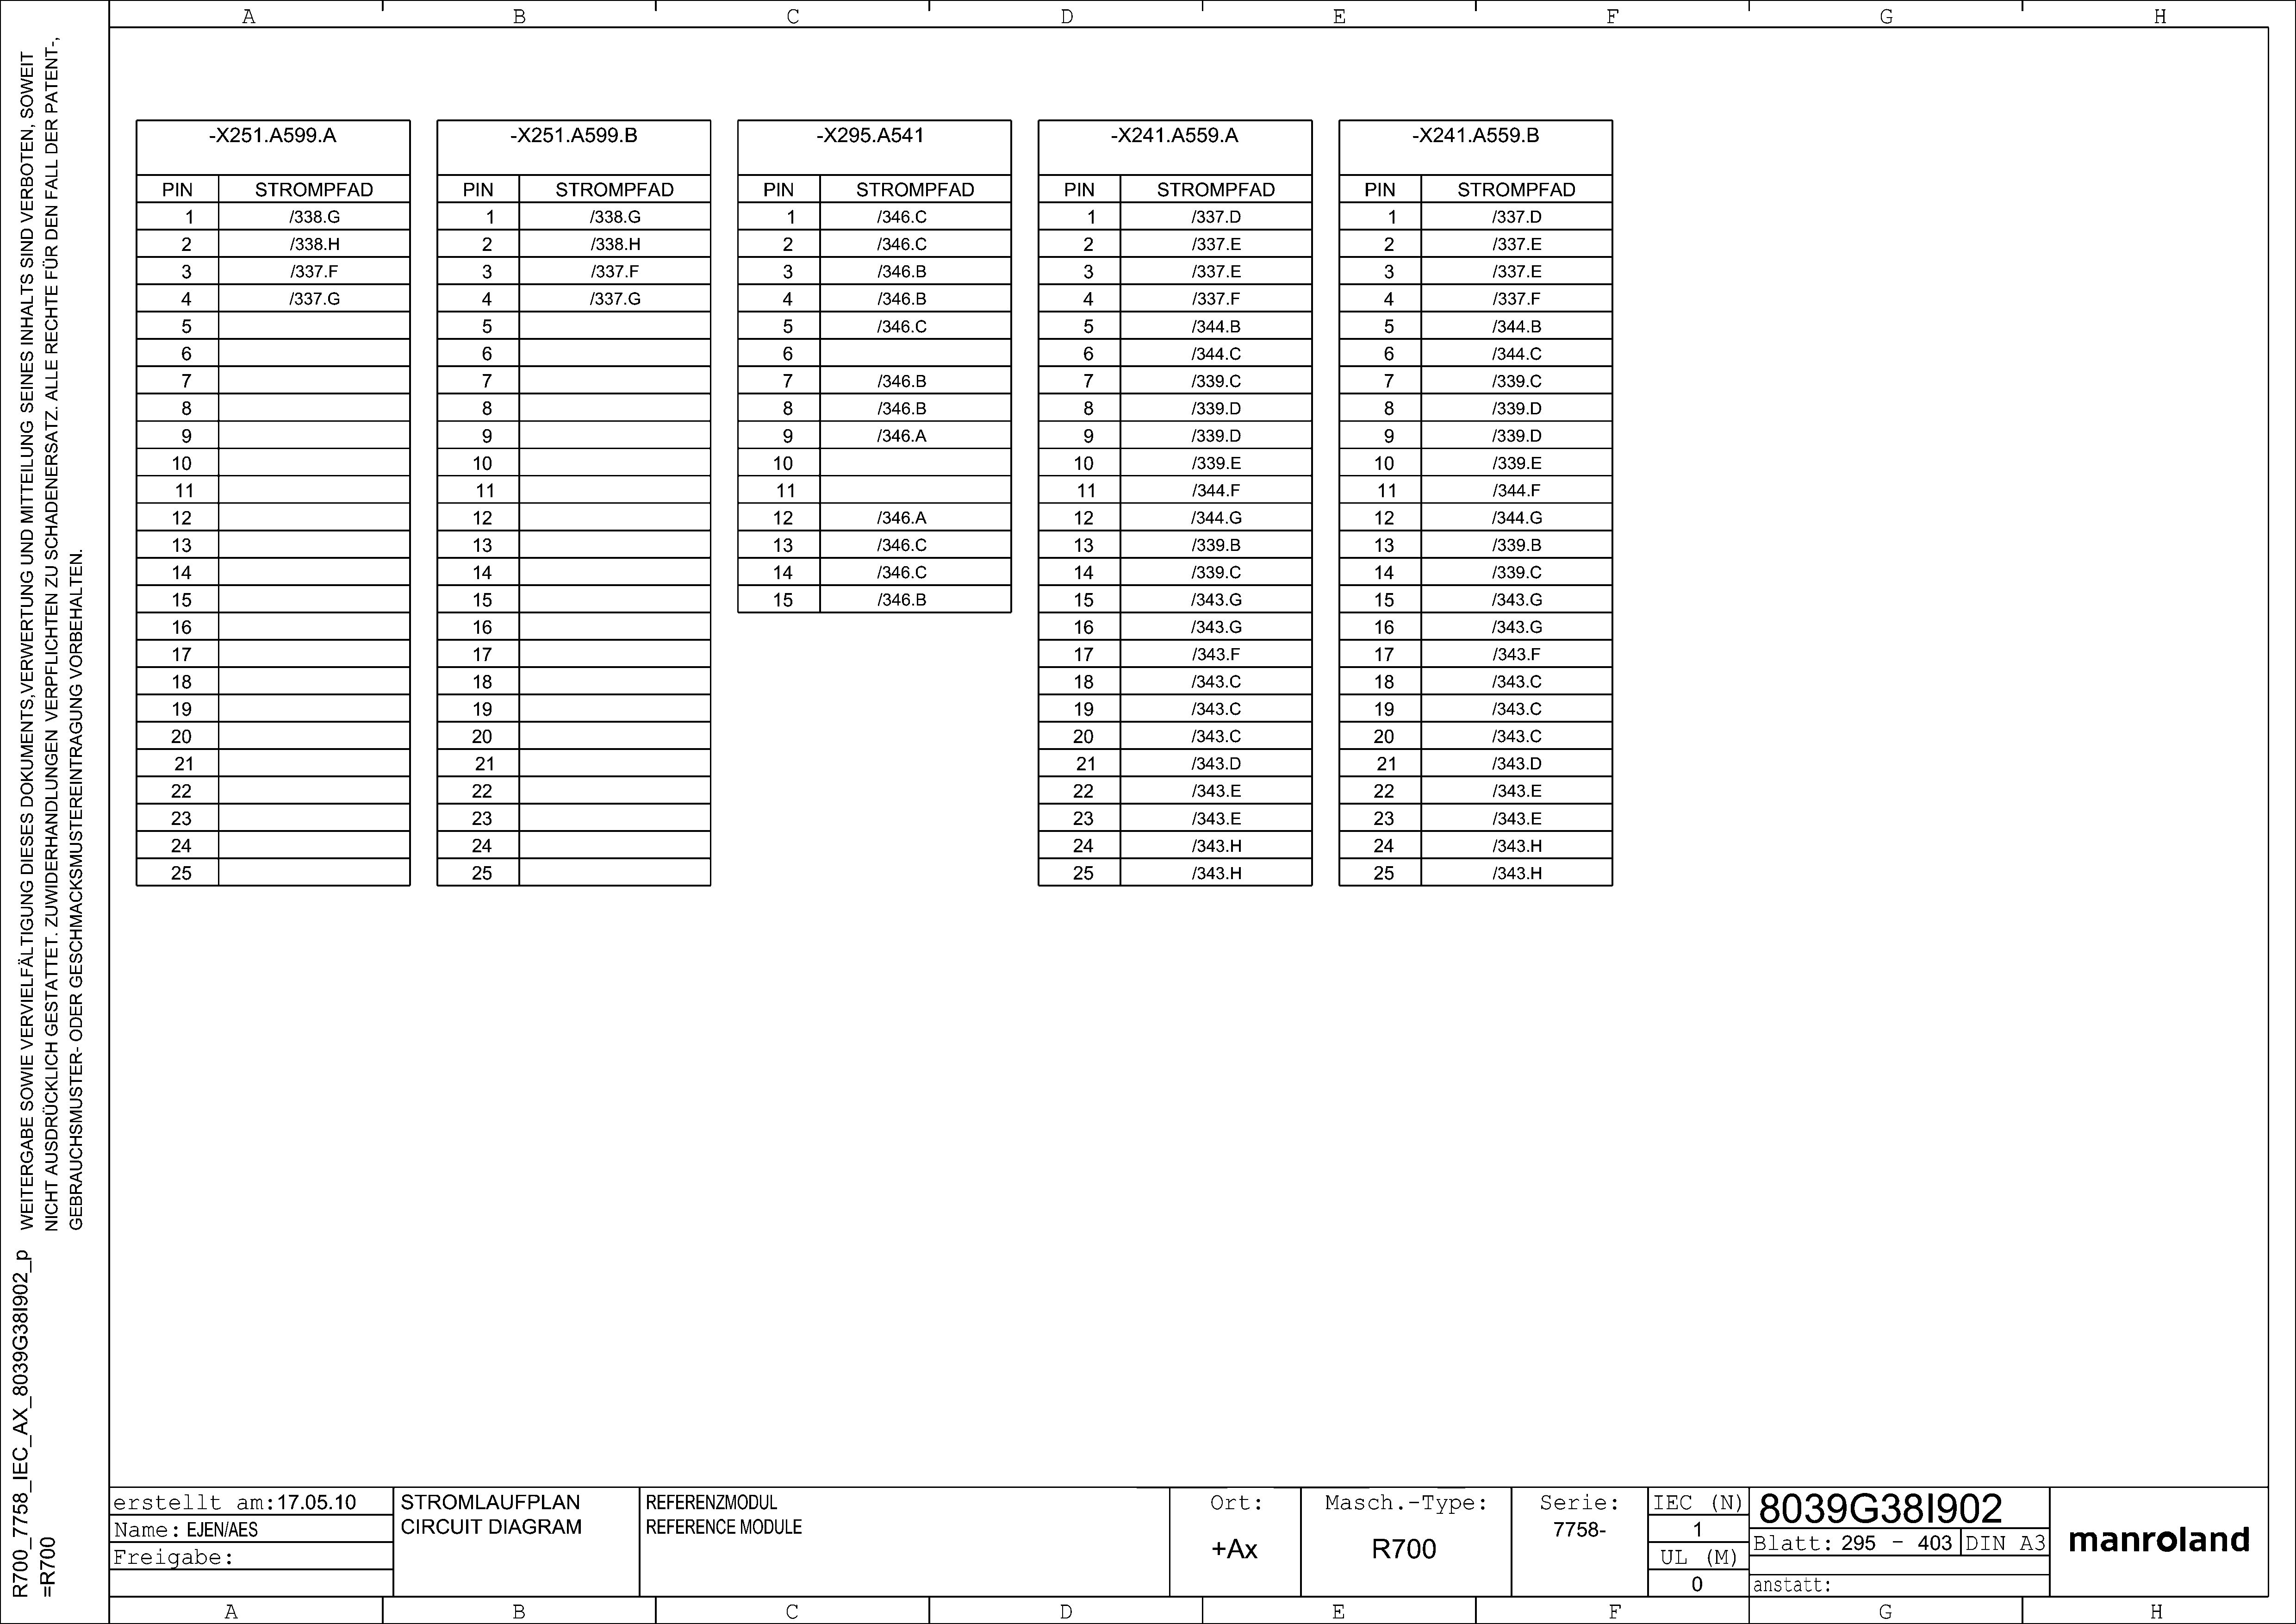 A B C D E F G H
-X251.A599.A -X251.A599.B -X295.A541 -X241.A559.A -X241.A559.B
PIN STROMPFAD PIN STROMPFAD PIN STROMPFAD PIN STROMPFAD PIN STROMPFAD
1 /338.G 1 /338.G 1 /346.C 1 /337.D 1 /337.D
2 /338.H 2 /338.H 2 /346.C 2 /337.E 2 /337.E
3 /337.F 3 /337.F 3 /346.B 3 /337.E 3 /337.E
4 /337.G 4 /337.G 4 /346.B 4 /337.F 4 /337.F
5 5 5 /346.C 5 /344.B 5 /344.B
6 6 6 6 /344.C 6 /344.C
7 7 7 /346.B 7 /339.C 7 /339.C
8 8 8 /346.B 8 /339.D 8 /339.D
9 9 9 /346.A 9 /339.D 9 /339.D
10 10 10 10 /339.E 10 /339.E
11 11 11 11 /344.F 11 /344.F
12 12 12 /346.A 12 /344.G 12 /344.G
13 13 13 /346.C 13 /339.B 13 /339.B
14 14 14 /346.C 14 /339.C 14 /339.C
15 15 15 /346.B 15 /343.G 15 /343.G
16 16 16 /343.G 16 /343.G
17 17 17 /343.F 17 /343.F
18 18 18 /343.C 18 /343.C
19 19 19 /343.C 19 /343.C
20 20 20 /343.C 20 /343.C
21 21 21 /343.D 21 /343.D
22 22 22 /343.E 22 /343.E
23 23 23 /343.E 23 /343.E
24 24 24 /343.H 24 /343.H
25 25 25 /343.H 25 /343.H
WEITERGABE SOWIE VERVIELFÄLTIGUNG DIESES DOKUMENTS,VERWERTUNG UND MITTEILUNG SEINES INHALTS SIND VERBOTEN, SOWEIT
NICHT AUSDRÜCKLICH GESTATTET. ZUWIDERHANDLUNGEN VERPFLICHTEN ZU SCHADENERSATZ. ALLE RECHTE FÜR DEN FALL DER PATENT-,
GEBRAUCHSMUSTER- ODER GESCHMACKSMUSTEREINTRAGUNG VORBEHALTEN.
R700_7758_IEC_AX_8039G38I902_p
=R700
erstellt am:17.05.10
Name: EJEN/AES
Freigabe:
STROMLAUFPLAN
CIRCUIT DIAGRAM
REFERENZMODUL
REFERENCE MODULE
Ort:
+Ax
Masch.-Type:
R700
Serie:
7758-
IEC (N)
1
UL (M)
0
8039G38I902
Blatt: 295 - 403 DIN A3
anstatt:
manroland
A B C D E F G H